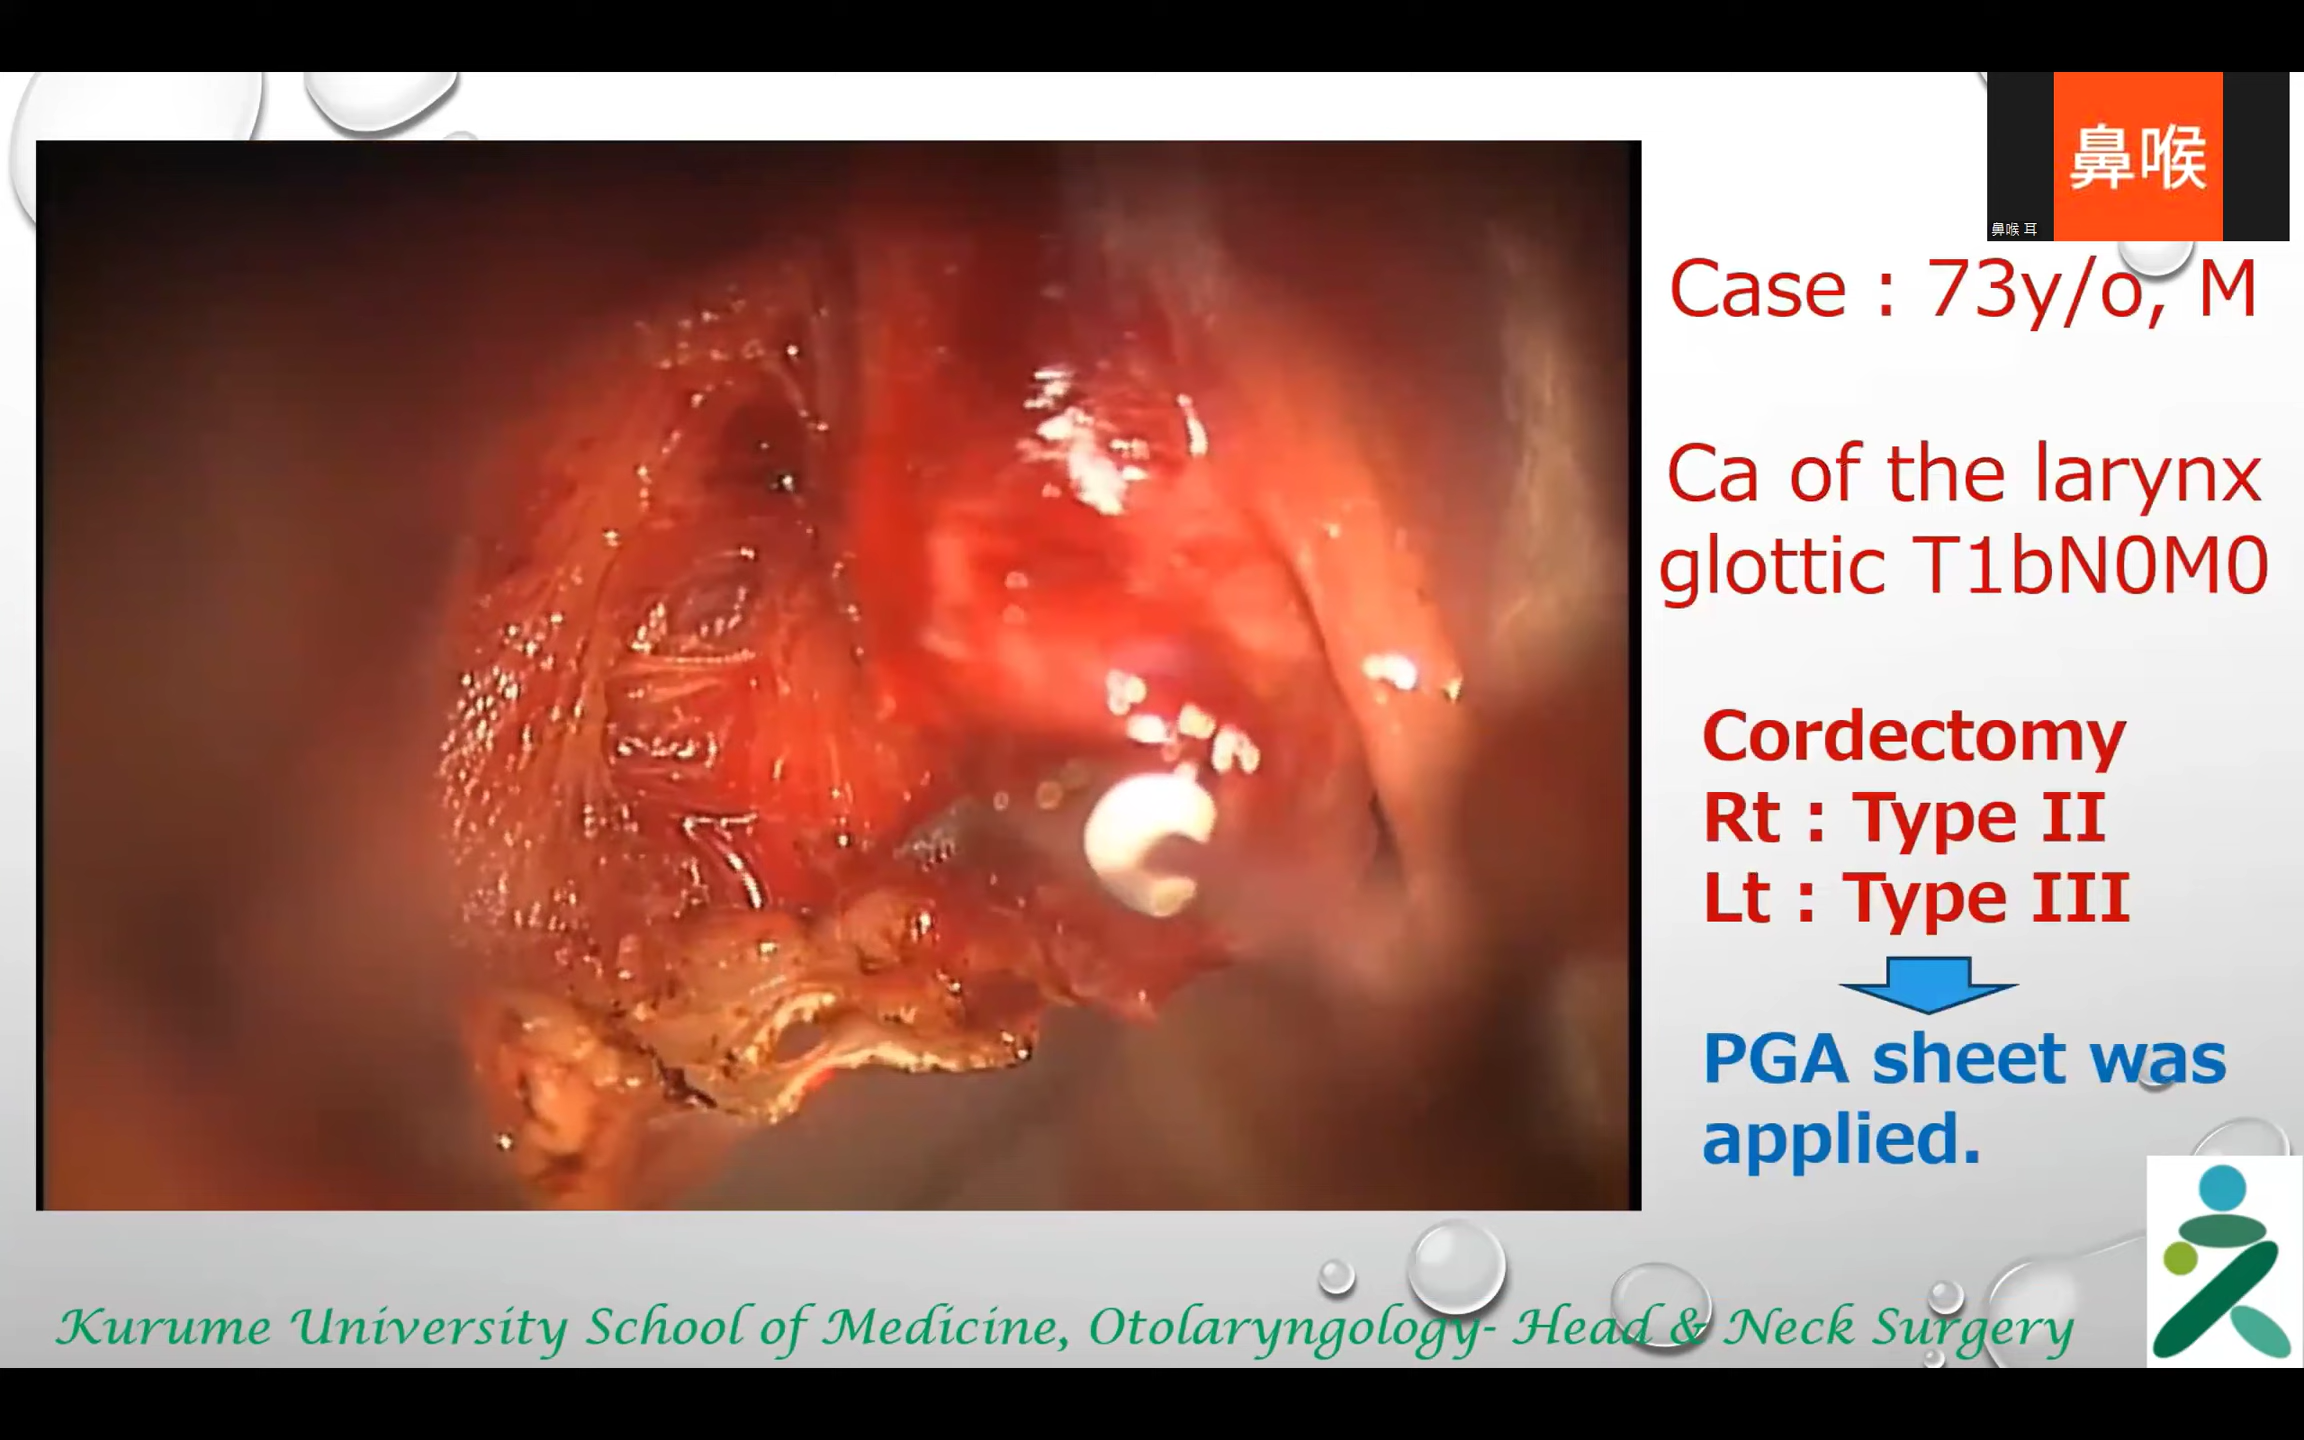 鼻喉
鼻喉 耳
Case : 73y/o, M
Ca of the larynx
glottic T1bN0M0
Cordectomy
Rt : Type II
Lt : Type III
PGA sheet was
applied.
Kurume University School of Medicine, Otolaryngology- Head & Neck Surgery